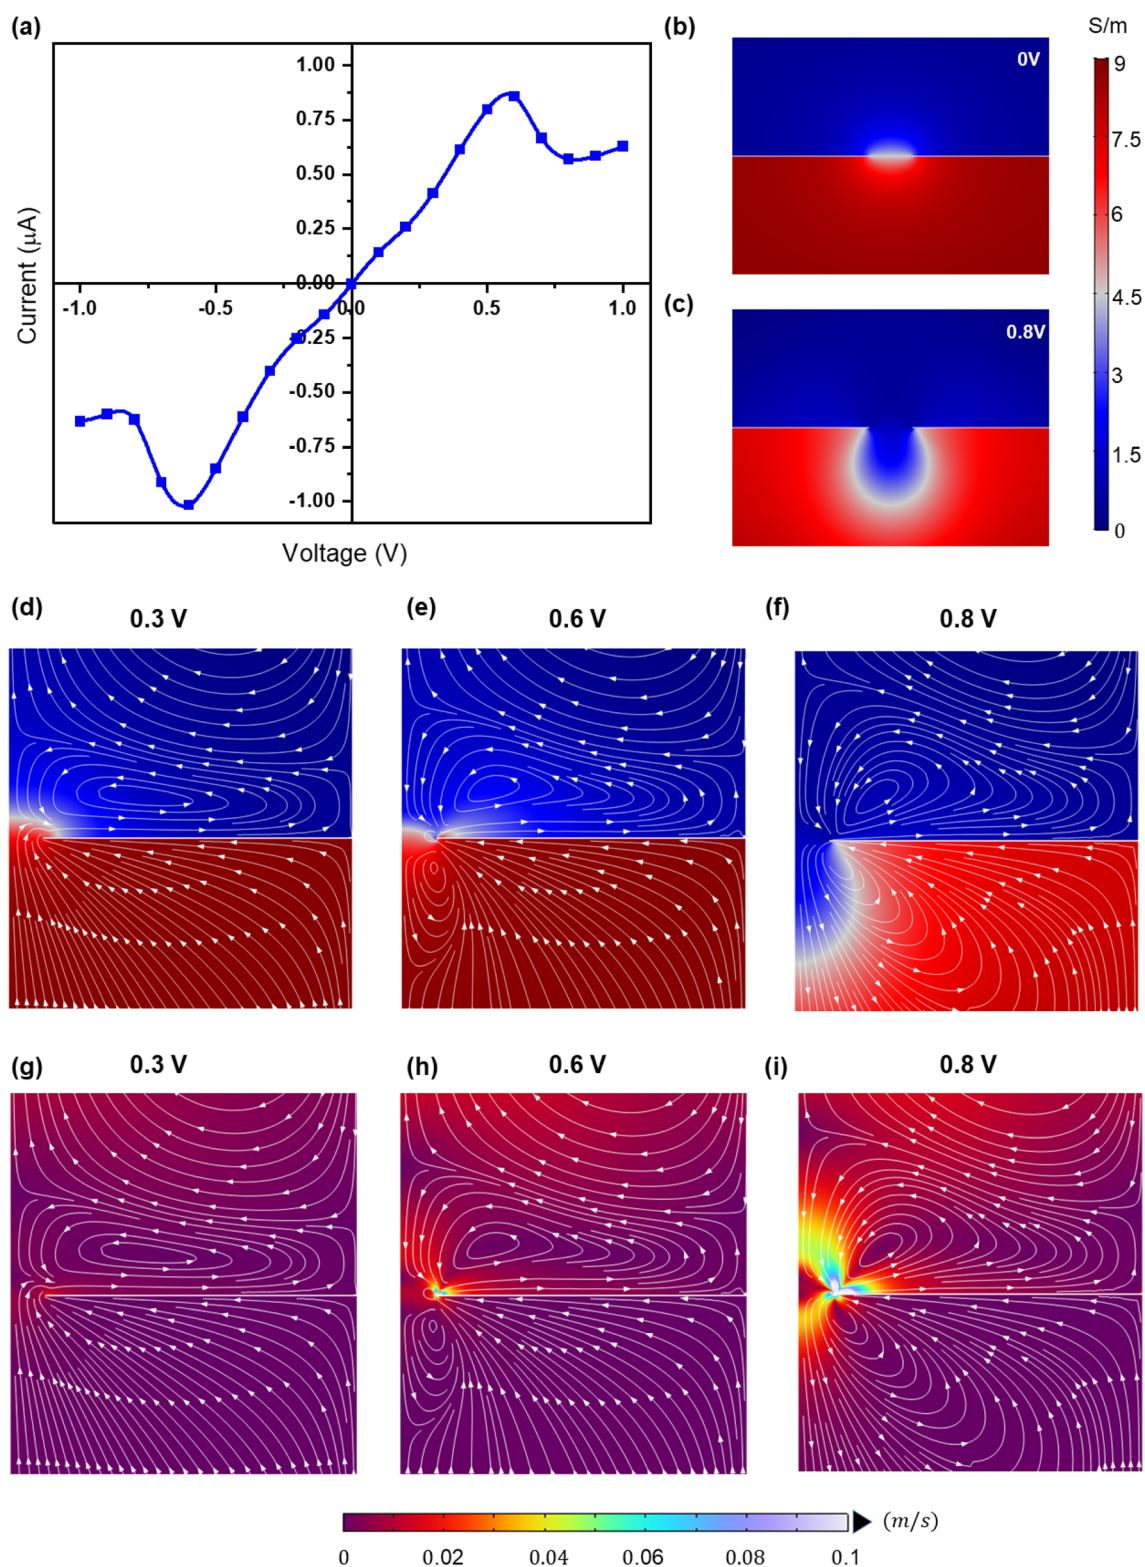 (a)
1.00
0.75
0.50
0.25
0.00
-0.25
-0.50
-0.75
-1.00
-1.0
-0.5
0.0
0.5
1.0
Current (μA)
Voltage (V)
(b)
0V
(c)
0.8V
S/m
9
7.5
6
4.5
3
1.5
0
(d)
0.3 V
(e)
0.6 V
(f)
0.8 V
(g)
0.3 V
(h)
0.6 V
(i)
0.8 V
(m/s)
0
0.02
0.04
0.06
0.08
0.1